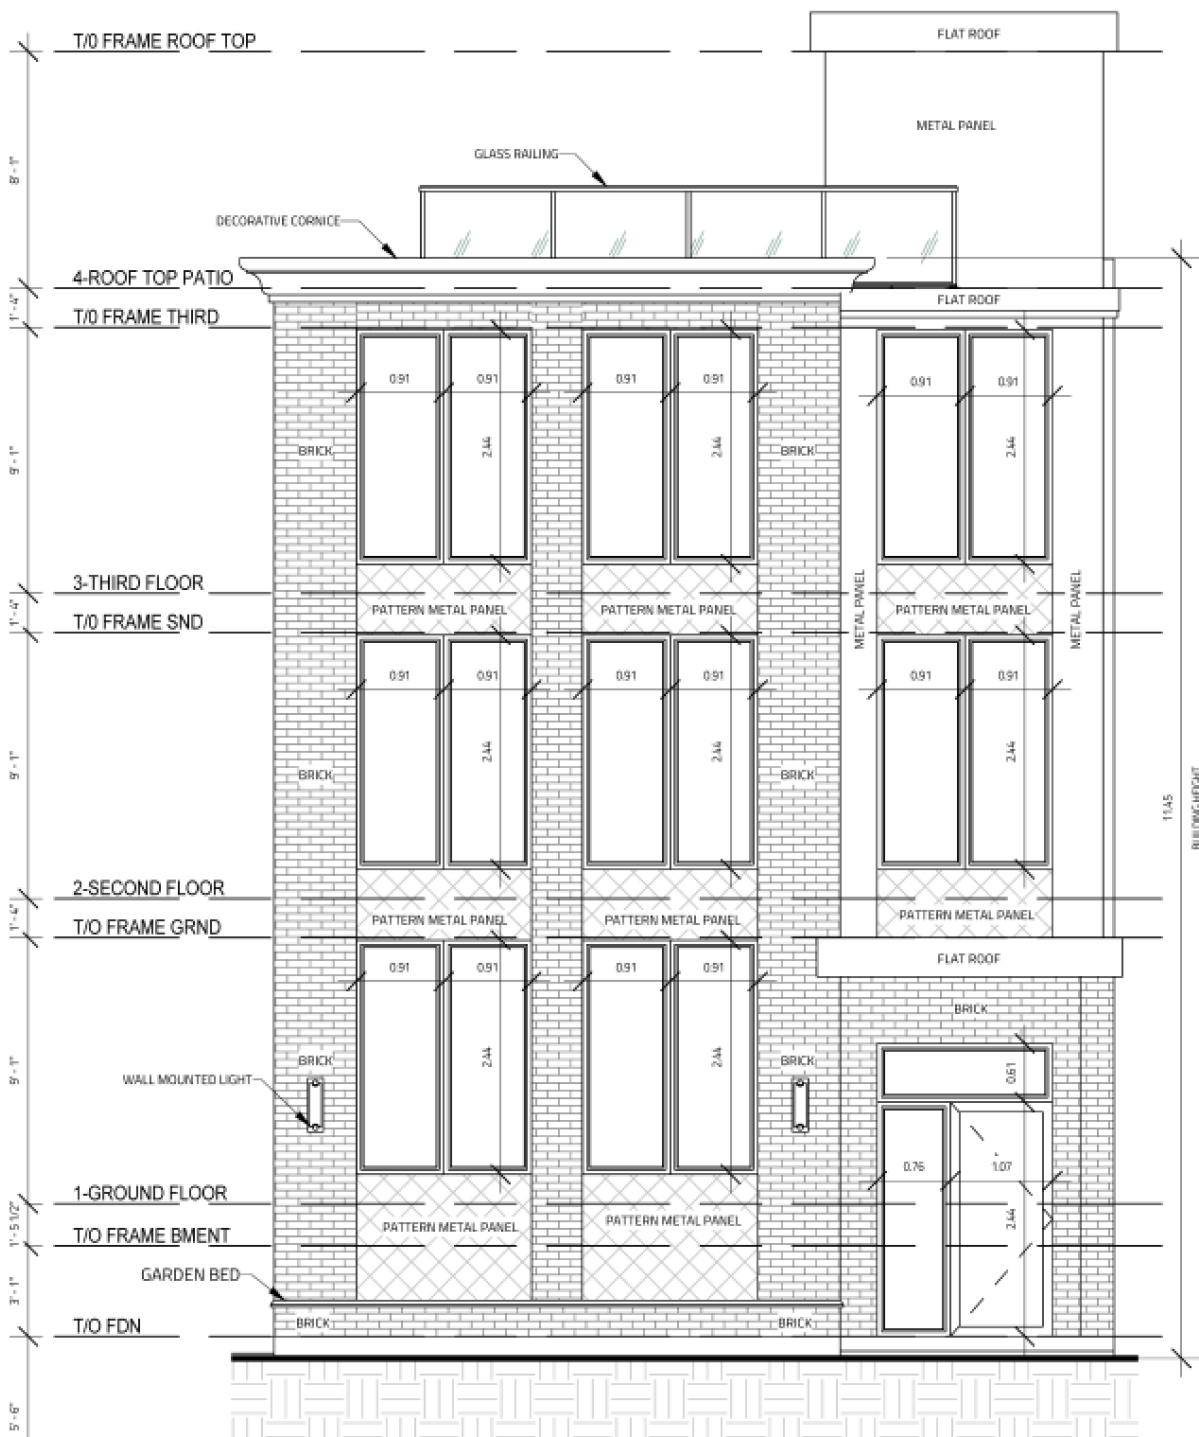 T/0 FRAME ROOF TOP
FLAT ROOF
METAL PANEL
GLASS RAILING
8' - 1"
DECORATIVE CORNICE
4-ROOF TOP PATIO
FLAT ROOF
1' - 4"
T/0 FRAME THIRD
0.91 0.91 0.91 0.91 0.91 0.91
BRICK BRICK
2.44 2.44 2.44
9' - 1"
3-THIRD FLOOR
METAL PANEL METAL PANEL
1' - 4"
PATTERN METAL PANEL PATTERN METAL PANEL PATTERN METAL PANEL
T/0 FRAME SND
0.91 0.91 0.91 0.91 0.91 0.91
2.44 2.44 2.44
9' - 1"
BRICK BRICK
11.45
BUILDING HEIGHT
2-SECOND FLOOR
1' - 4"
PATTERN METAL PANEL PATTERN METAL PANEL PATTERN METAL PANEL
T/O FRAME GRND
FLAT ROOF
0.91 0.91 0.91 0.91
BRICK
2.44 2.44
9' - 1"
BRICK BRICK
0.61
WALL MOUNTED LIGHT
0.76 1.07
1-GROUND FLOOR
1' - 5 1/2"
PATTERN METAL PANEL PATTERN METAL PANEL
2.44
T/O FRAME BMENT
GARDEN BED
3' - 1"
BRICK BRICK
T/O FDN
5' - 6"